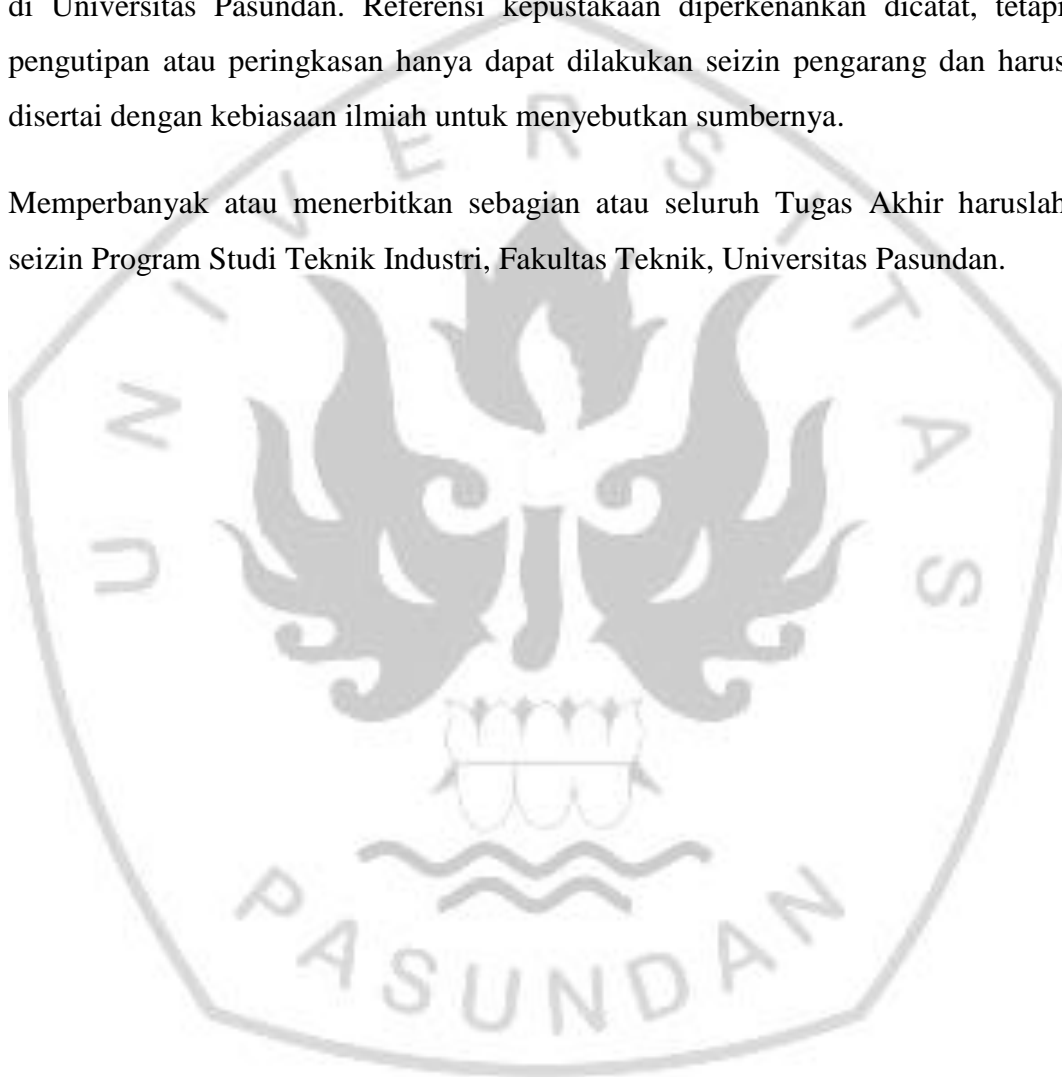 di Universitas Pasundan. Referensi kepustakaan diperkenankan dicatat, tetapi
pengutipan atau peringkasan hanya dapat dilakukan seizin pengarang dan harus
disertai dengan kebiasaan ilmiah untuk menyebutkan sumbernya.
Memperbanyak atau menerbitkan sebagian atau seluruh Tugas Akhir haruslah
seizin Program Studi Teknik Industri, Fakultas Teknik, Universitas Pasundan.
UNIVERSITAS
PASUNDAN